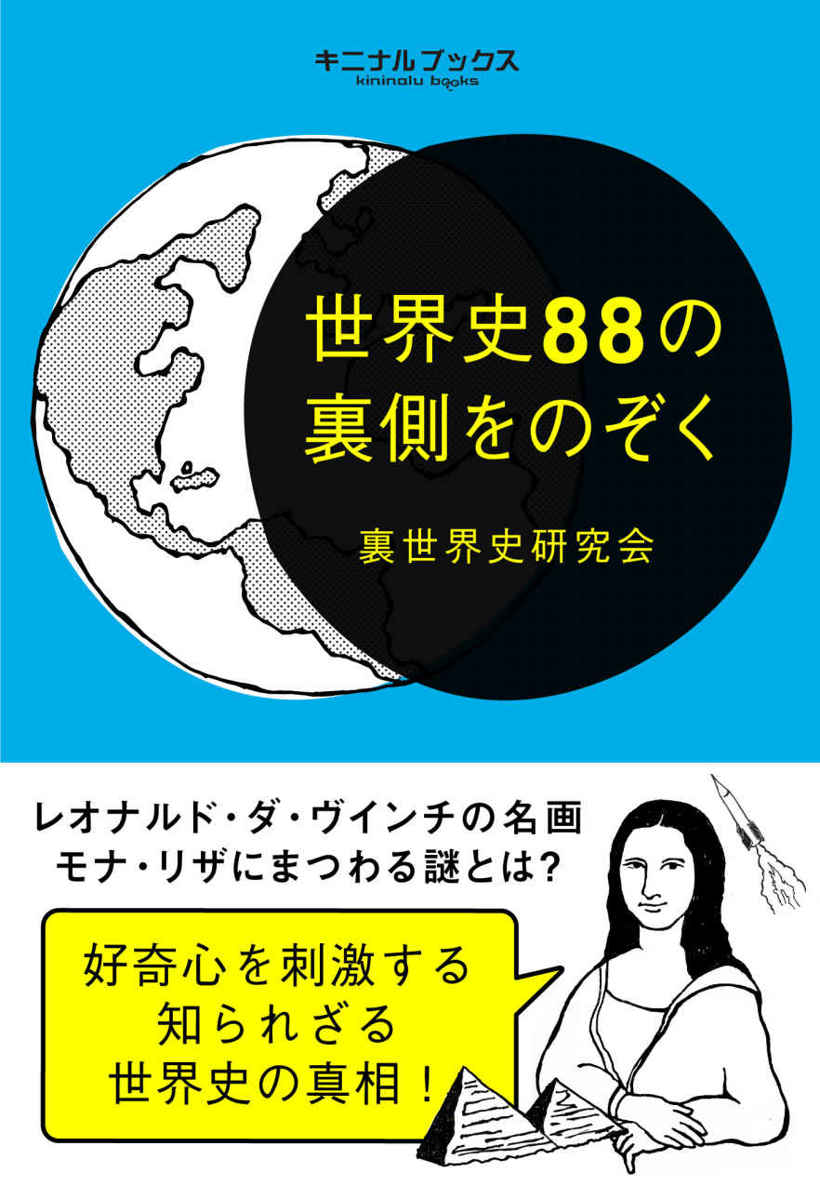 キニナルブックス
kininalu books
世界史88の
裏側をのぞく
裏世界史研究会
レオナルド・ダ・ヴインチの名画
モナ・リザにまつわる謎とは?
好奇心を刺激する
知られざる
世界史の真相!